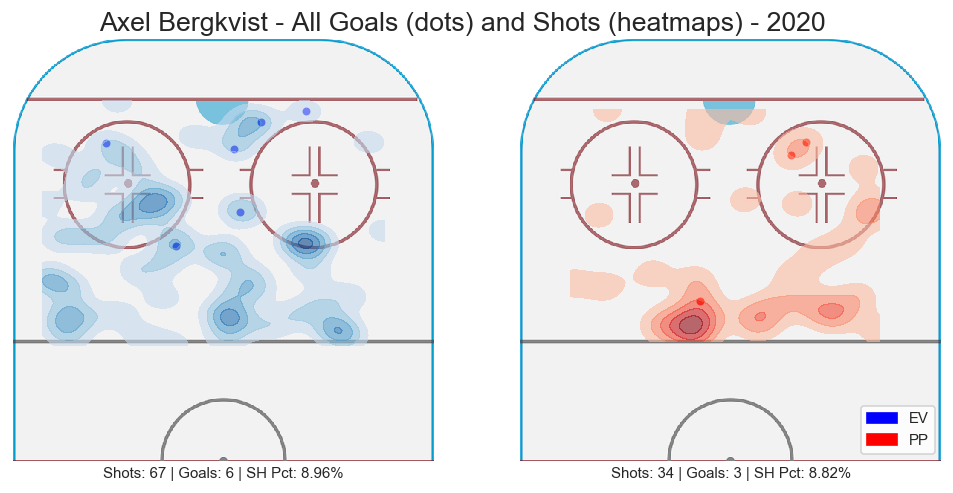 Axel Bergkvist - All Goals (dots) and Shots (heatmaps) - 2020
EV
PP
Shots: 67 | Goals: 6 | SH Pct: 8.96%
Shots: 34 | Goals: 3 | SH Pct: 8.82%